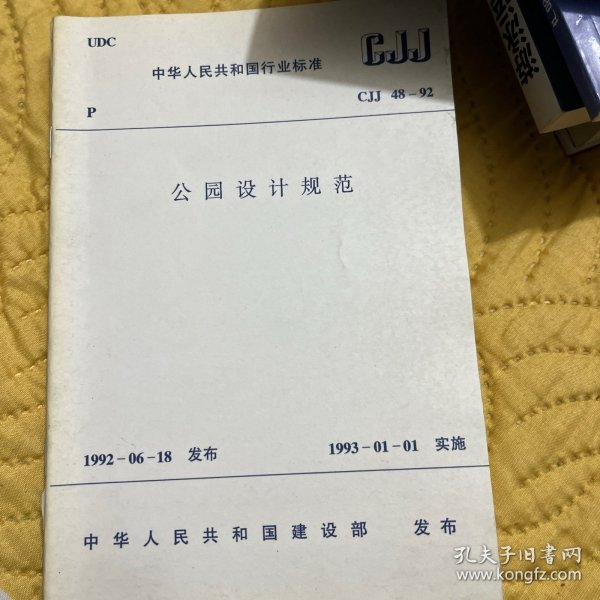 UDC
中华人民共和国行业标准
CJJ
CJJ 48-92
P
公园设计规范
1992-06-18 发布
1993-01-01 实施
中华人民共和国建设部 发布
孔夫子旧书网
www.kongfz.com